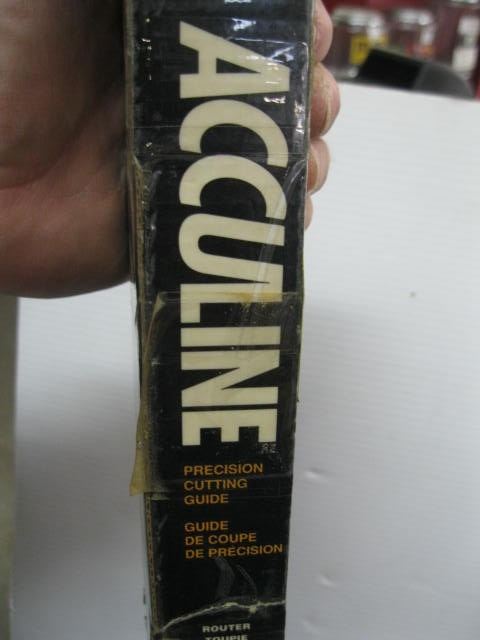 ACCULINE
PRECISION
CUTTING
GUIDE
GUIDE
DE COUPE
DE PRÉCISION
ROUTER
TOUPIE